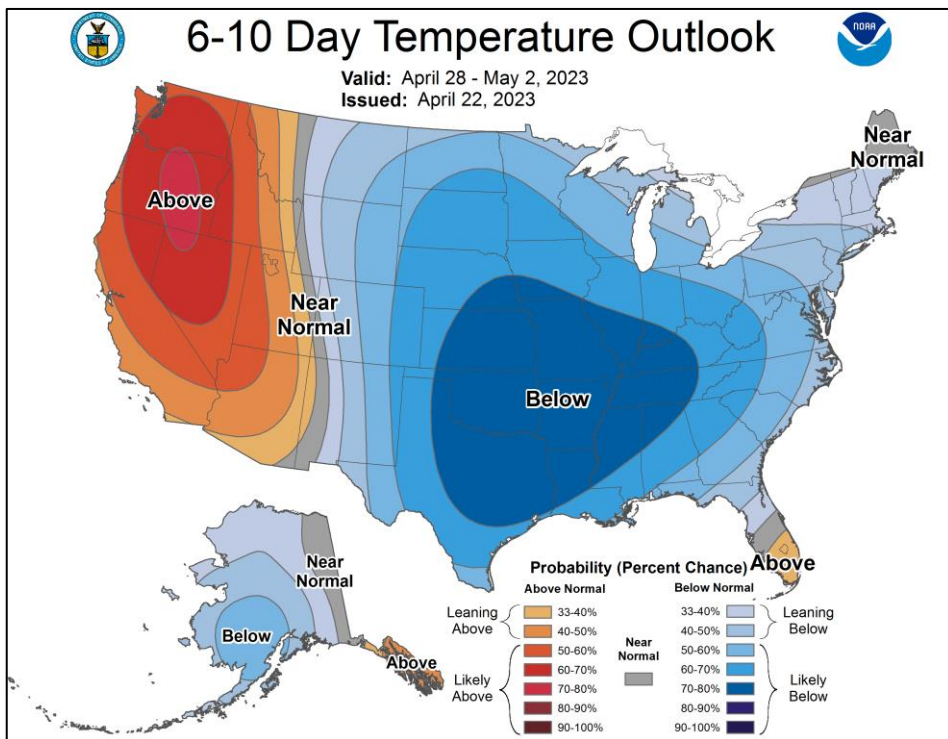 6-10 Day Temperature Outlook
Valid: April 28 - May 2, 2023
Issued: April 22, 2023
NOAA
Near
Normal
Above
Near
Normal
Below
Above
Near
Normal
Below
Above
Probability (Percent Chance)
Above Normal
Below Normal
Leaning
Above
33-40%
40-50%
Likely
Above
50-60%
60-70%
70-80%
80-90%
90-100%
Near
Normal
33-40%
40-50%
Leaning
Below
50-60%
60-70%
70-80%
80-90%
90-100%
Likely
Below